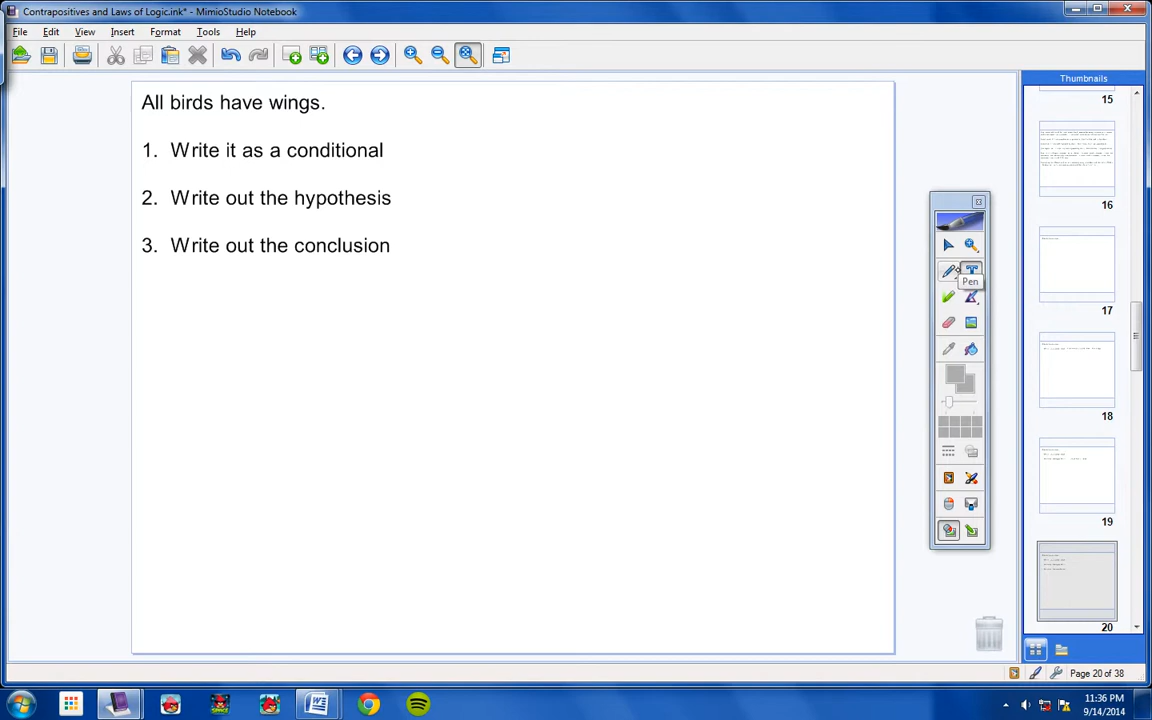 Contrapositives and Laws of Logic.ink* - MimioStudio Notebook
File Edit View Insert Format Tools Help
Thumbnails
All birds have wings.
1. Write it as a conditional
2. Write out the hypothesis
3. Write out the conclusion
Pen
15
16
17
18
19
20
Page 20 of 38
11:36 PM
9/14/2014